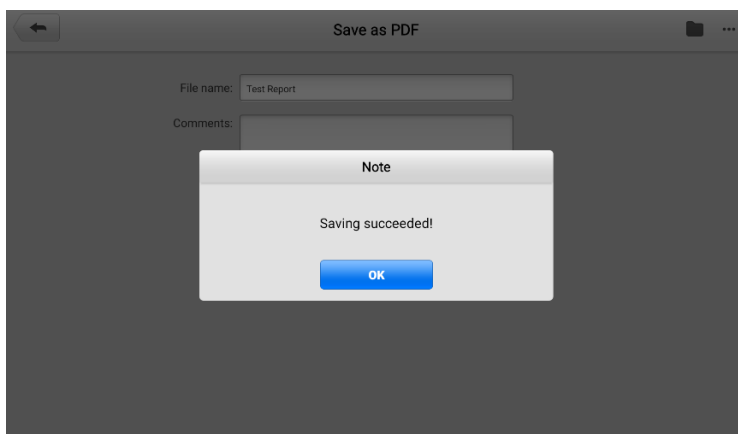 Save as PDF
File name: Test Report
Comments:
Note
Saving succeeded!
OK